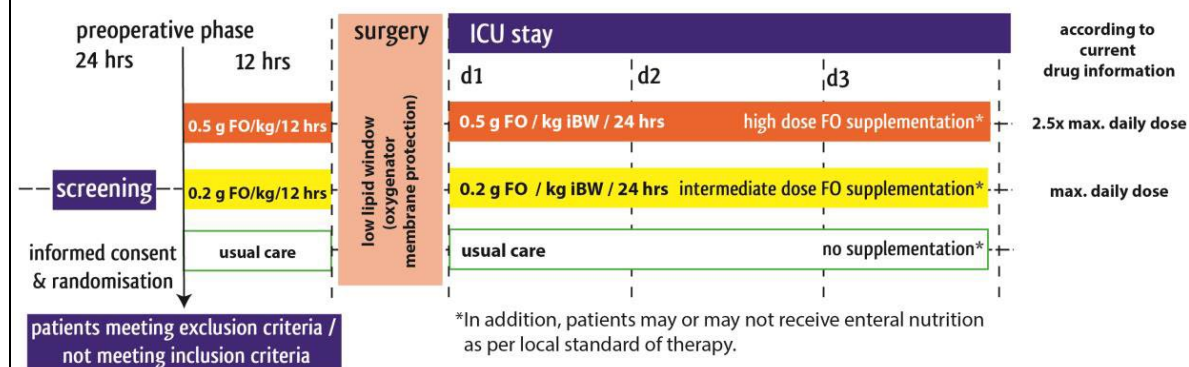 preoperative phase
24 hrs
12 hrs
surgery
ICU stay
according to
current
drug information
d1
d2
d3
0.5 g FO/kg/12 hrs
0.5 g FO / kg iBW / 24 hrs
high dose FO supplementation*
2.5x max. daily dose
screening
0.2 g FO/kg/12 hrs
0.2 g FO / kg iBW / 24 hrs
intermediate dose FO supplementation*
max. daily dose
low lipid window
(oxygenator
membrane protection)
informed consent
& randomisation
usual care
usual care
no supplementation*
patients meeting exclusion criteria /
not meeting inclusion criteria
*In addition, patients may or may not receive enteral nutrition
as per local standard of therapy.